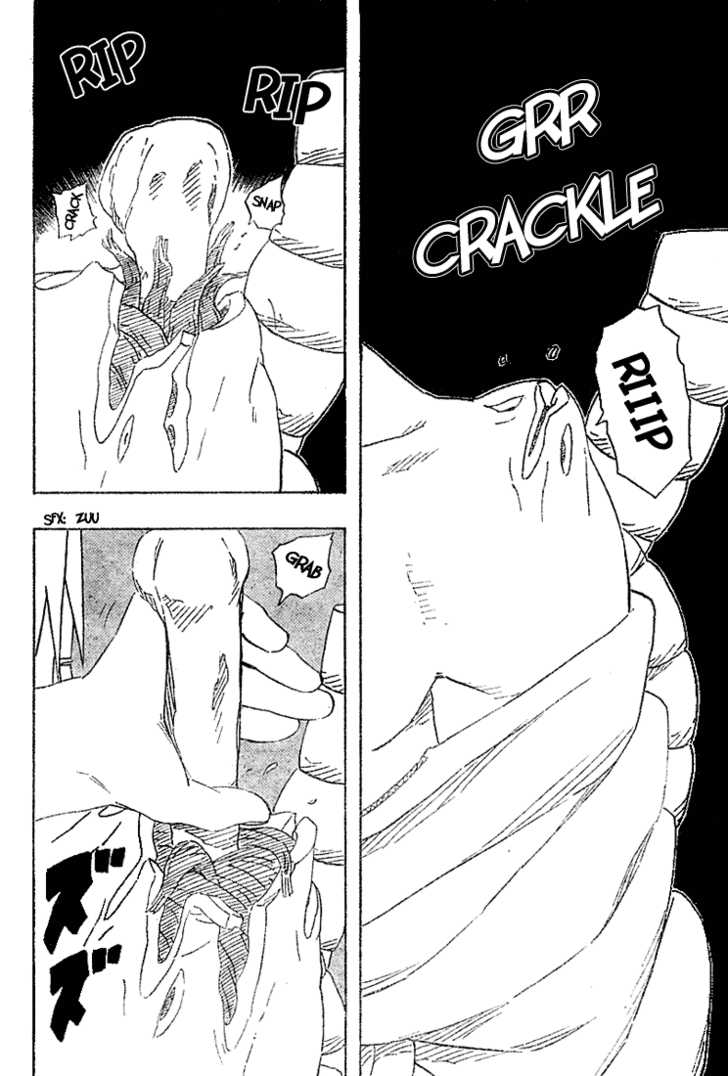 GRR
CRACKLE
RIIIP
RIP
RIP
CRACK
SNAP
SFX: ZUU
GRAB
ズ
ズ